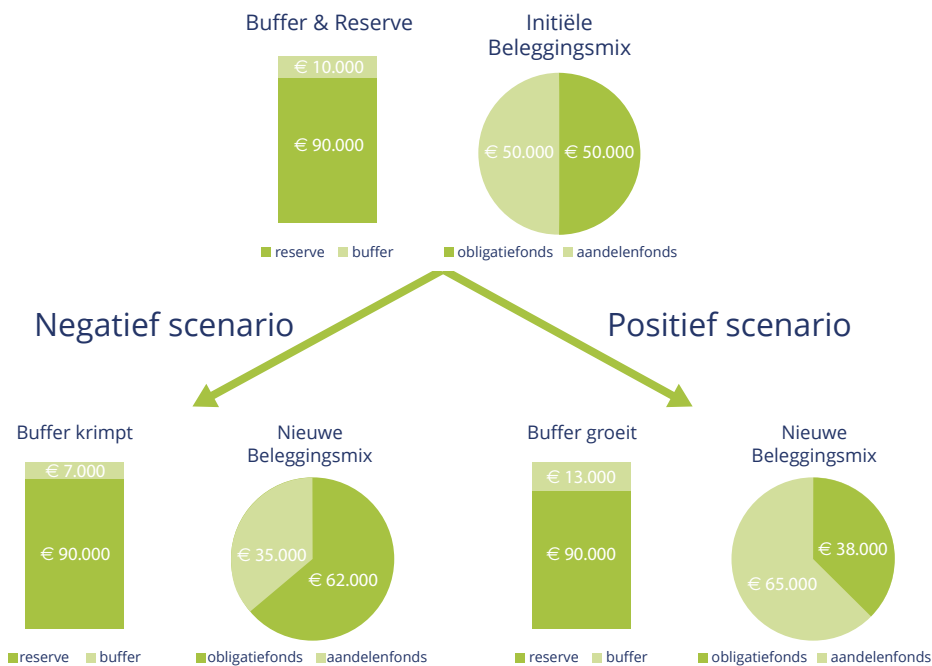 Buffer & Reserve
€ 10.000
€ 90.000
reserve buffer
Initiële
Beleggingsmix
€ 50.000 € 50.000
obligatiefonds aandelenfonds
Negatief scenario
Positief scenario
Buffer krimpt
€ 7.000
€ 90.000
reserve buffer
Nieuwe
Beleggingsmix
€ 35.000
€ 62.000
obligatiefonds aandelenfonds
Buffer groeit
€ 13.000
€ 90.000
reserve buffer
Nieuwe
Beleggingsmix
€ 38.000
€ 65.000
obligatiefonds aandelenfonds